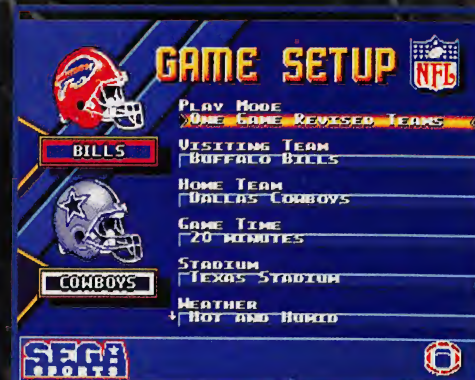 GAME SETUP
NFL
PLAY MODE
ONE GAME REVISED TEAMS
BILLS
VISITING TEAM
BUFFALO BILLS
HOME TEAM
DALLAS COWBOYS
GAME TIME
20 MINUTES
STADIUM
TEXAS STADIUM
COWBOYS
WEATHER
HOT AND HUMID
SEGA
SPORTS